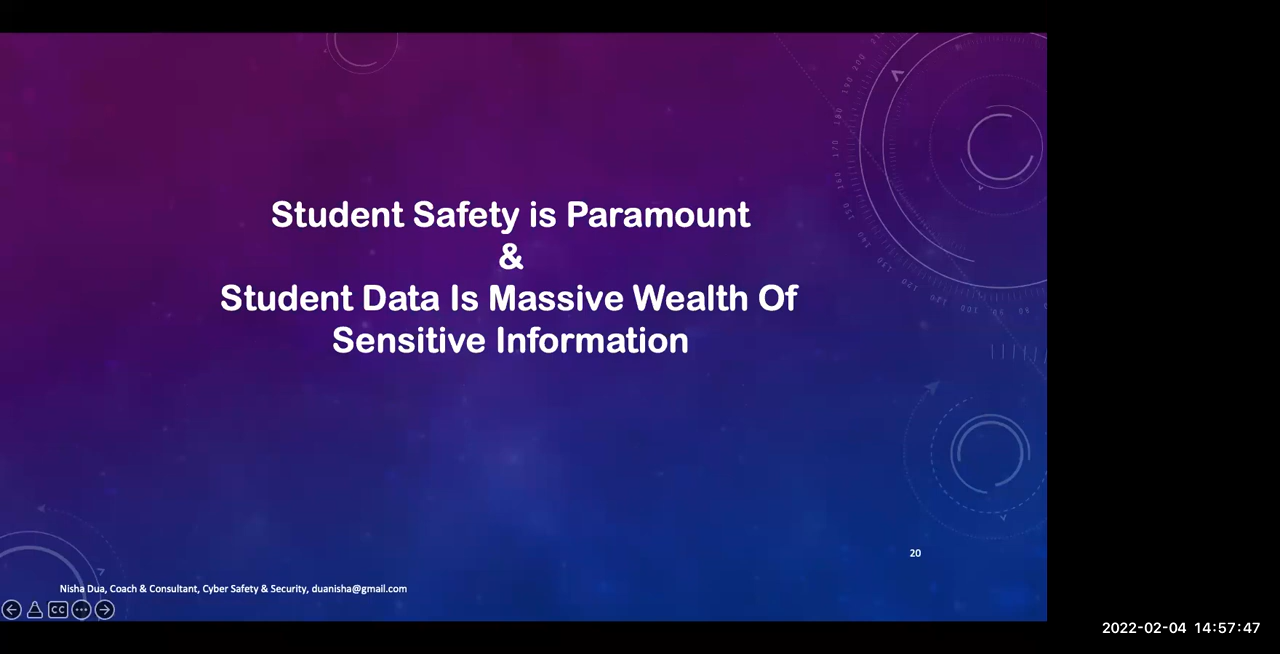 Student Safety is Paramount
&
Student Data Is Massive Wealth Of
Sensitive Information
20
Nisha Dua, Coach & Consultant, Cyber Safety & Security, duanisha@gmail.com
CC
2022-02-04 14:57:47